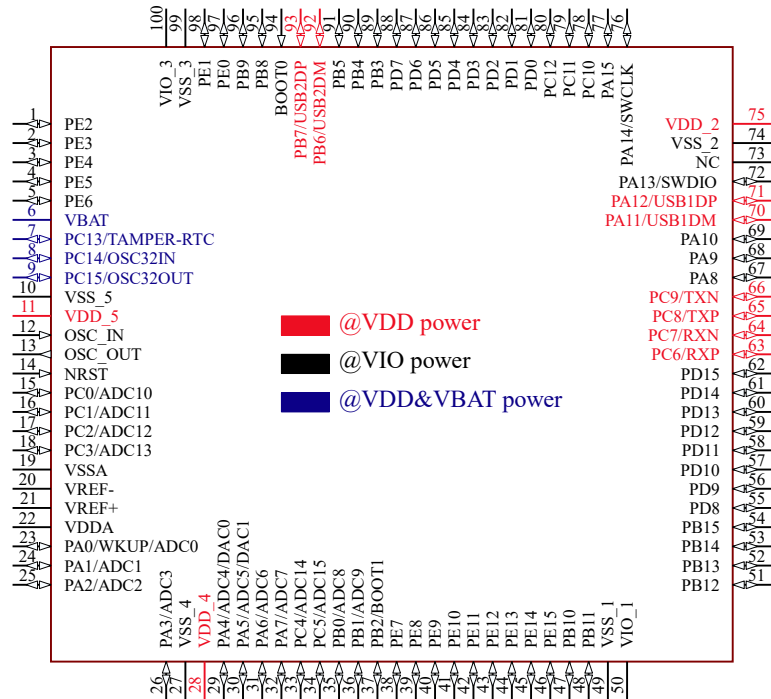 100 99 98 97 96 95 94 93 92 91 90 89 88 87 86 85 84 83 82 81 80 79 78 77 76
VIO_3
VSS_3
PE1
PE0
PB9
PB8
BOOT0
PB7/USB2DP
PB6/USB2DM
PB5
PB4
PB3
PD7
PD6
PD5
PD4
PD3
PD2
PD1
PD0
PC12
PC11
PC10
PA15
PA14/SWCLK
1 PE2
2 PE3
3 PE4
4 PE5
5 PE6
6 VBAT
7 PC13/TAMPER-RTC
8 PC14/OSC32IN
9 PC15/OSC32OUT
10 VSS_5
11 VDD_5
12 OSC_IN
13 OSC_OUT
14 NRST
15 PC0/ADC10
16 PC1/ADC11
17 PC2/ADC12
18 PC3/ADC13
19 VSSA
20 VREF-
21 VREF+
22 VDDA
23 PA0/WKUP/ADC0
24 PA1/ADC1
25 PA2/ADC2
@VDD power
@VIO power
@VDD&VBAT power
VDD_2 75
VSS_2 74
NC 73
PA13/SWDIO 72
PA12/USB1DP 71
PA11/USB1DM 70
PA10 69
PA9 68
PA8 67
PC9/TXN 66
PC8/TXP 65
PC7/RXN 64
PC6/RXP 63
PD15 62
PD14 61
PD13 60
PD12 59
PD11 58
PD10 57
PD9 56
PD8 55
PB15 54
PB14 53
PB13 52
PB12 51
PA3/ADC3
VSS_4
VDD_4
PA4/ADC4/DAC0
PA5/ADC5/DAC1
PA6/ADC6
PA7/ADC7
PC4/ADC14
PC5/ADC15
PB0/ADC8
PB1/ADC9
PB2/BOOT1
PE7
PE8
PE9
PE10
PE11
PE12
PE13
PE14
PE15
PB10
PB11
VSS_1
VIO_1
26 27 28 29 30 31 32 33 34 35 36 37 38 39 40 41 42 43 44 45 46 47 48 49 50